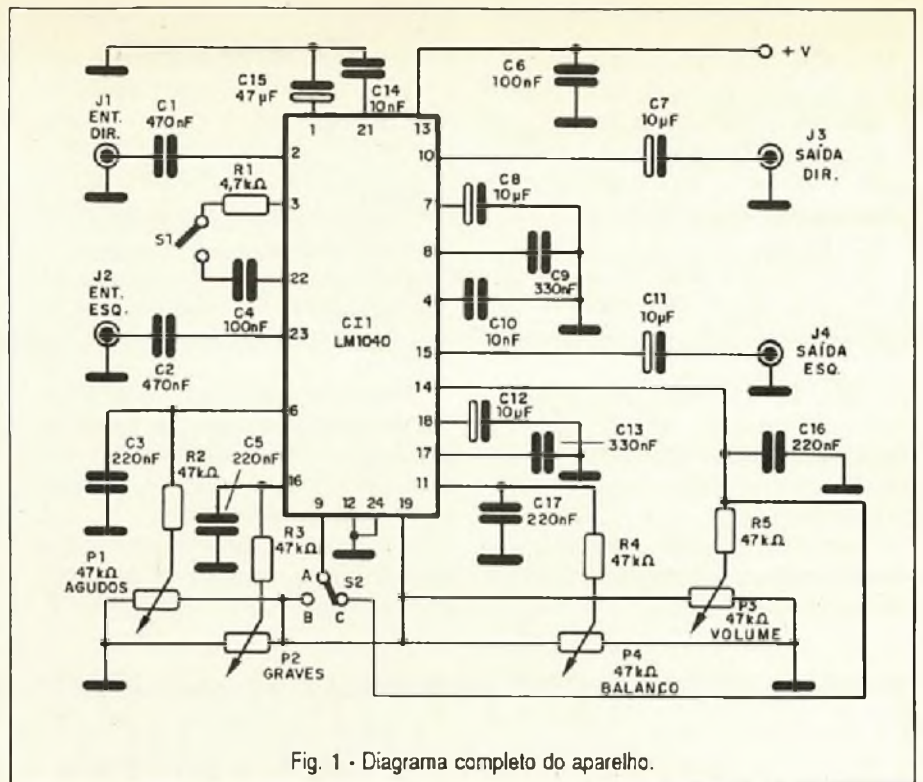 C15
47µF
C14
10nF
C6
100nF
+ V
J1
ENT.
DIR.
C1
470nF
1
21
13
C7
10µF
J3
SAÍDA
DIR.
2
10
R1
4,7kΩ
3
C8
10µF
7
S1
8
C9
330nF
22
C4
100nF
4
C10
10nF
J2
ENT.
ESQ.
23
CI1
LM1040
C11
10µF
15
J4
SAÍDA
ESQ.
C2
470nF
14
6
C12
10µF
18
C13
330nF
C16
220nF
C3
220nF
R2
47kΩ
C5
220nF
17
16
11
9
12
24
19
C17
220nF
R3
47kΩ
R4
47kΩ
R5
47kΩ
P1
47kΩ
AGUDOS
A
S2
B
C
P3
47kΩ
VOLUME
P2
GRAVES
P4
47kΩ
BALANÇO
Fig. 1 - Diagrama completo do aparelho.